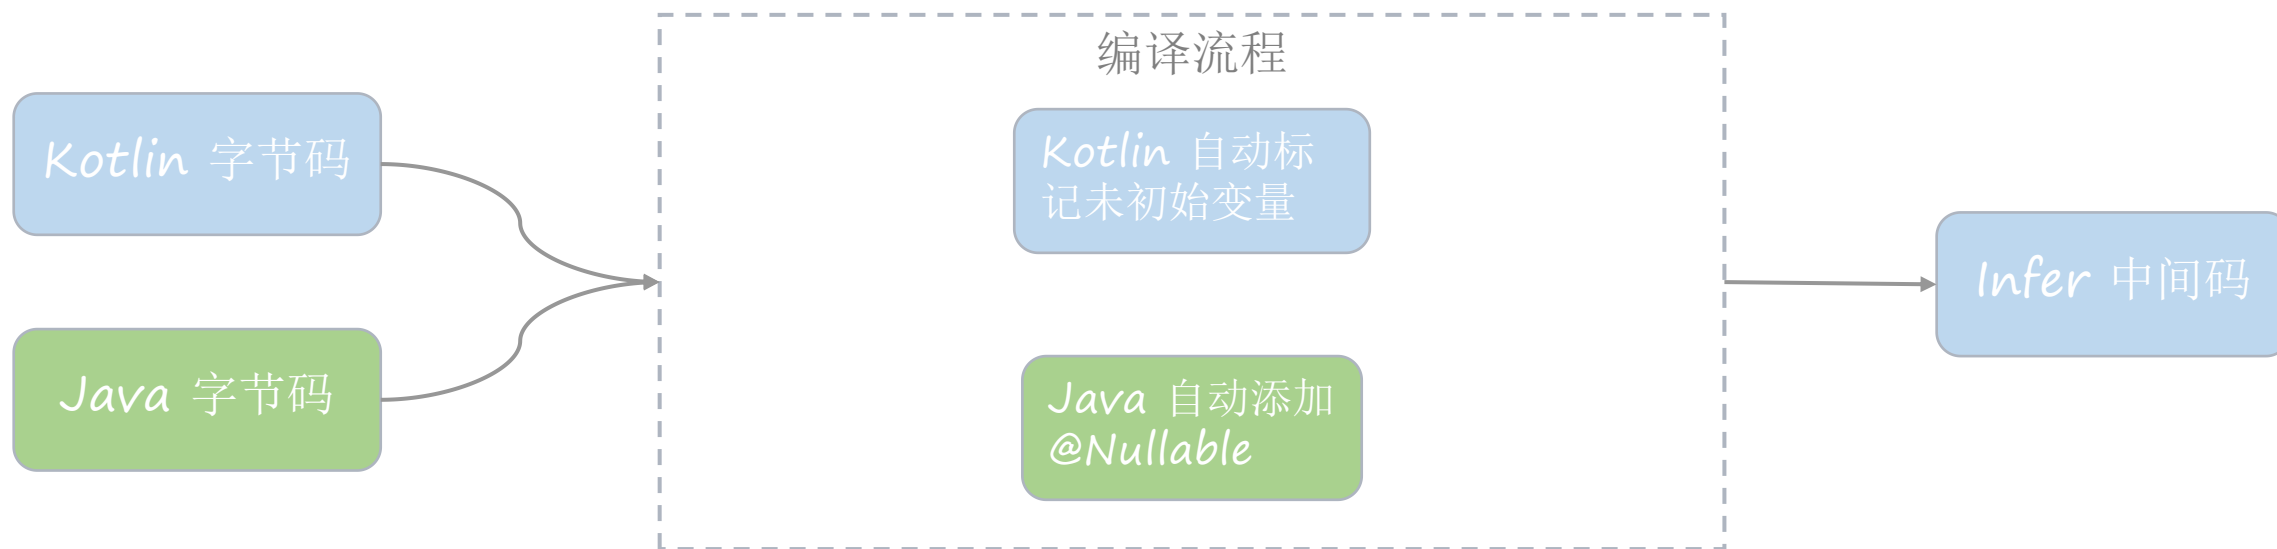 编译流程
Kotlin 字节码
Kotlin 自动标
记未初始变量
Infer 中间码
Java 字节码
Java 自动添加
@Nullable